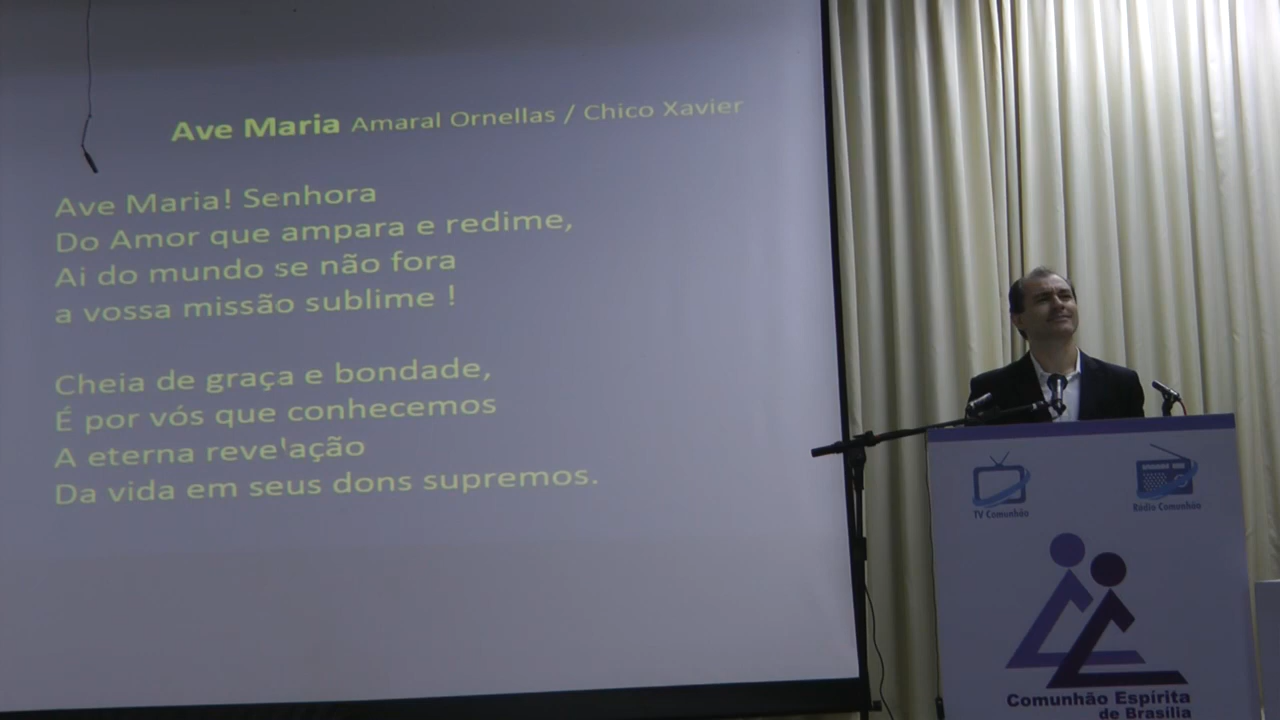 Ave Maria Amaral Ornellas / Chico Xavier
Ave Maria! Senhora
Do Amor que ampara e redime,
Ai do mundo se não fora
a vossa missão sublime !
Cheia de graça e bondade,
É por vós que conhecemos
A eterna revelação
Da vida em seus dons supremos.
TV Comunhão
Rádio Comunhão
Comunhão Espírita
de Brasília